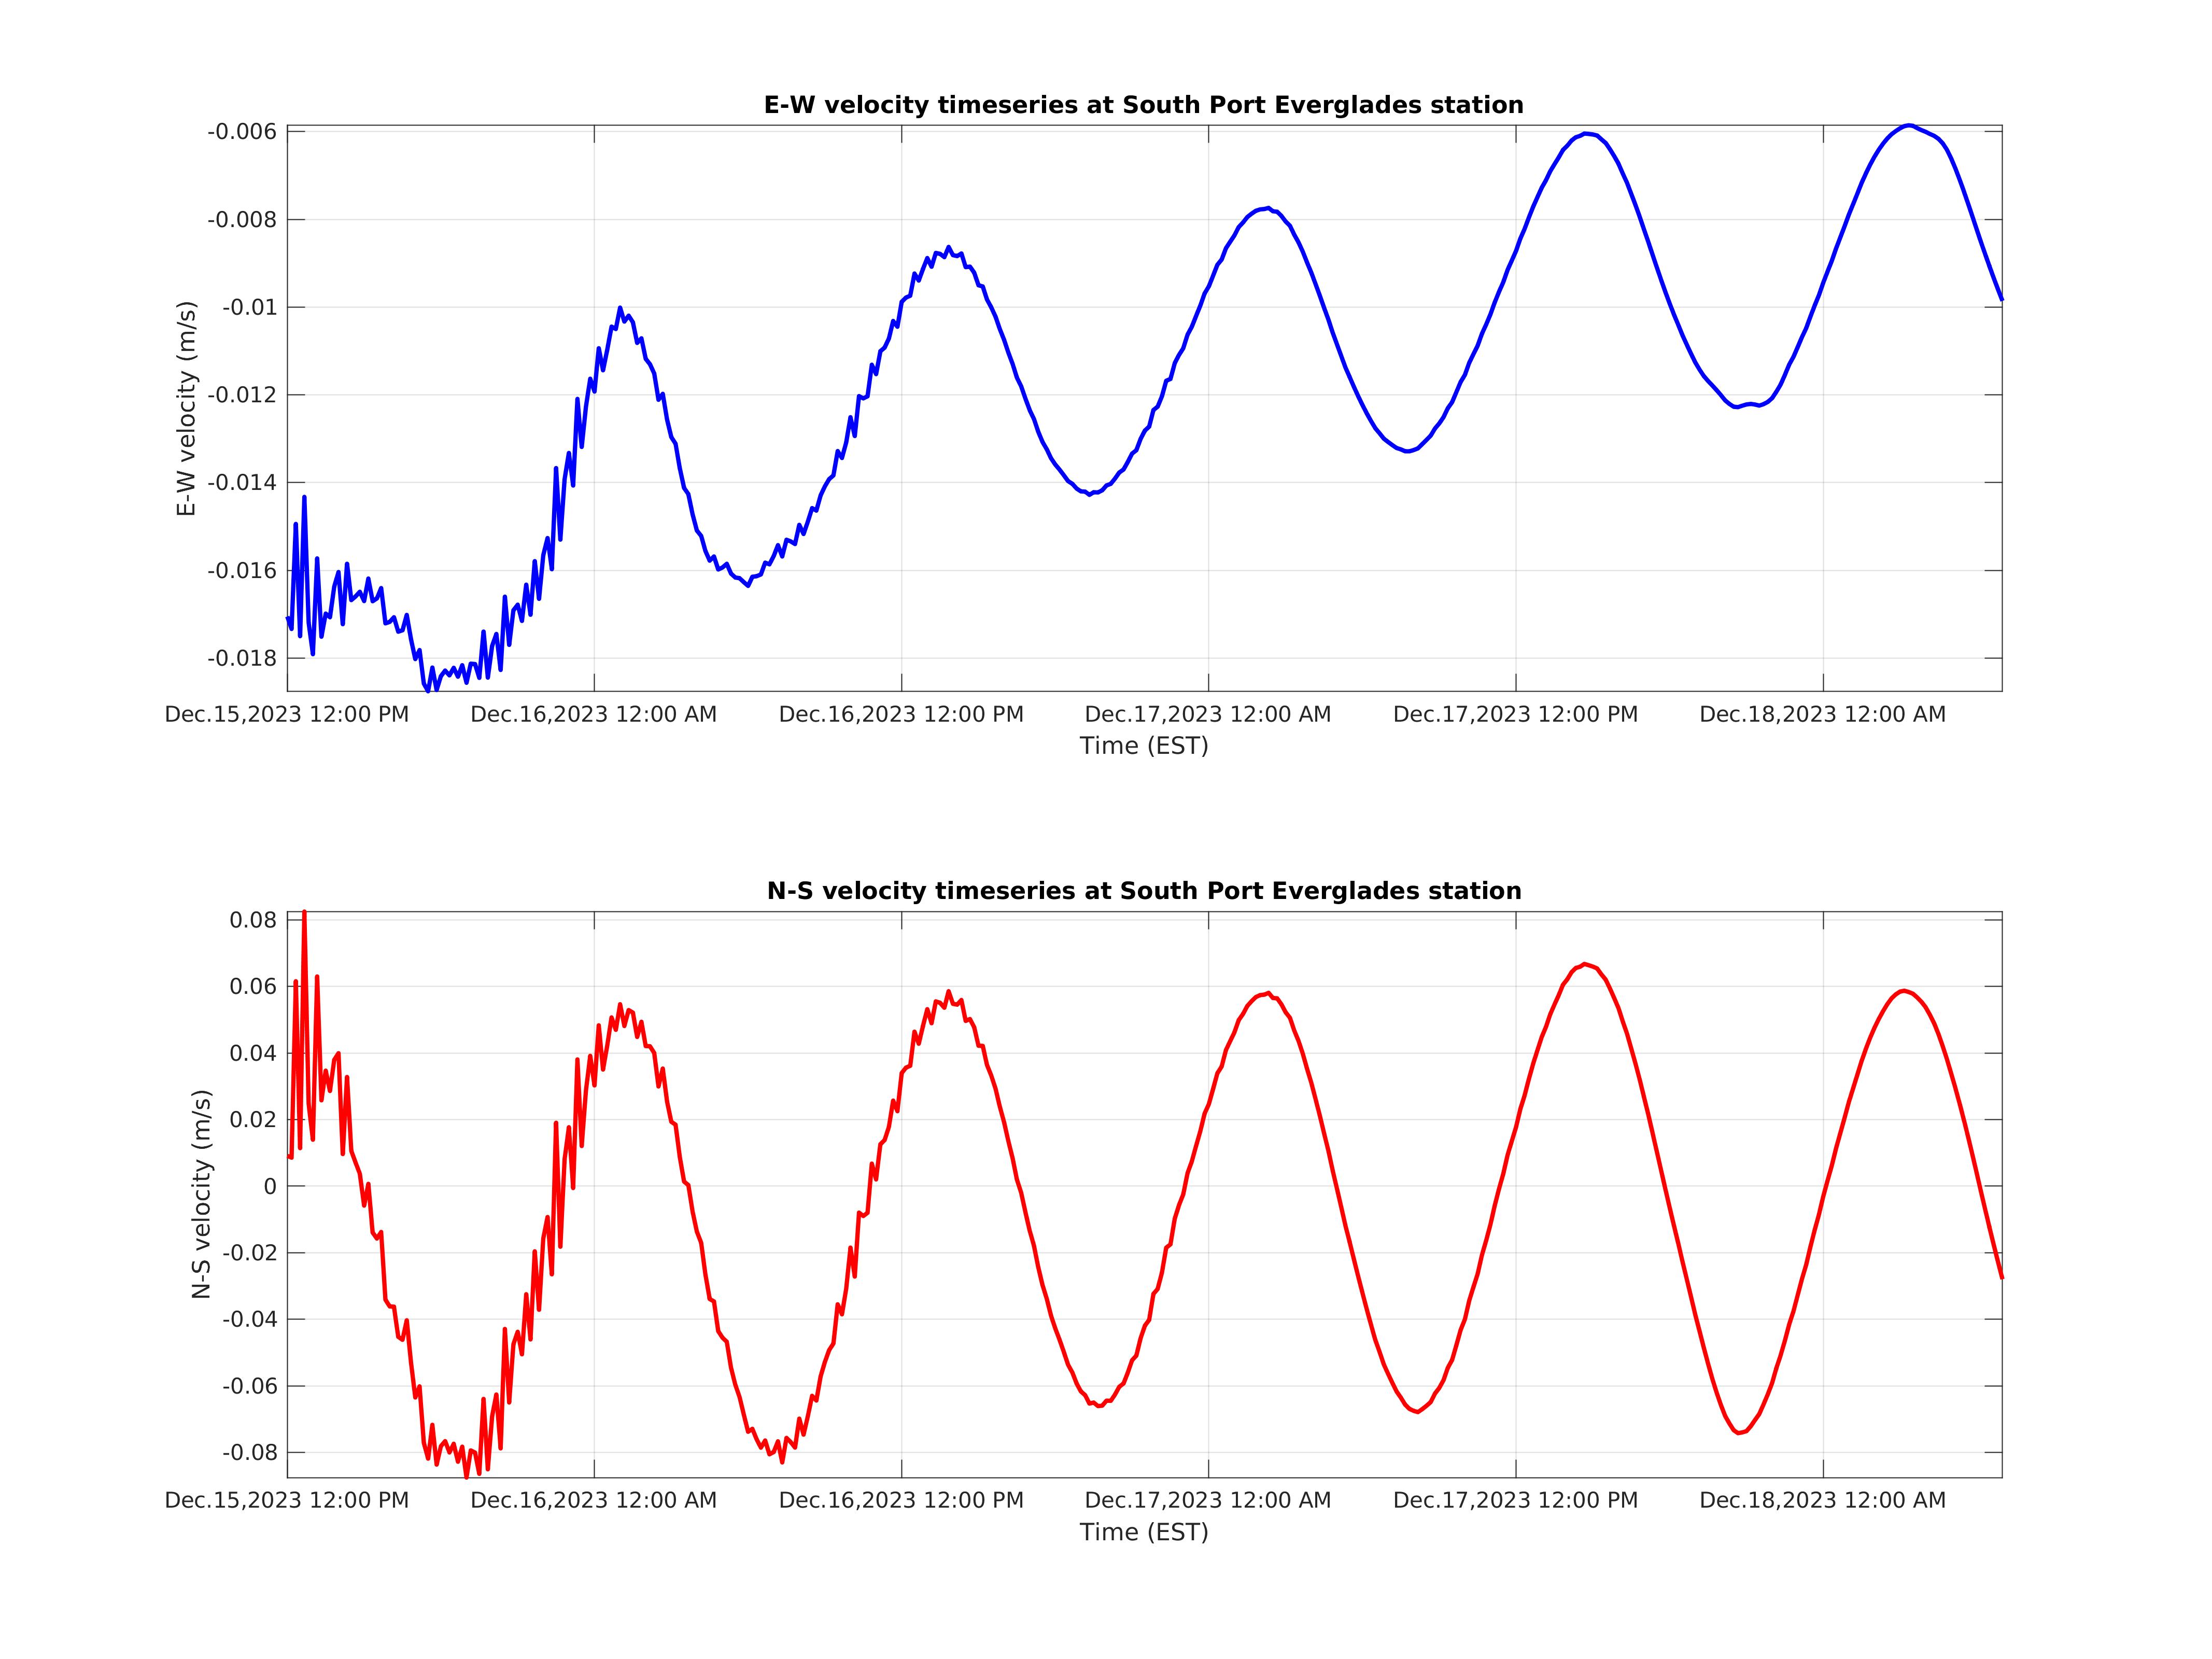 E-W velocity timeseries at South Port Everglades station
-0.006
-0.008
-0.01
-0.012
-0.014
-0.016
-0.018
E-W velocity (m/s)
Dec.15,2023 12:00 PM Dec.16,2023 12:00 AM Dec.16,2023 12:00 PM Dec.17,2023 12:00 AM Dec.17,2023 12:00 PM Dec.18,2023 12:00 AM
Time (EST)
N-S velocity timeseries at South Port Everglades station
0.08
0.06
0.04
0.02
0
-0.02
-0.04
-0.06
-0.08
N-S velocity (m/s)
Dec.15,2023 12:00 PM Dec.16,2023 12:00 AM Dec.16,2023 12:00 PM Dec.17,2023 12:00 AM Dec.17,2023 12:00 PM Dec.18,2023 12:00 AM
Time (EST)